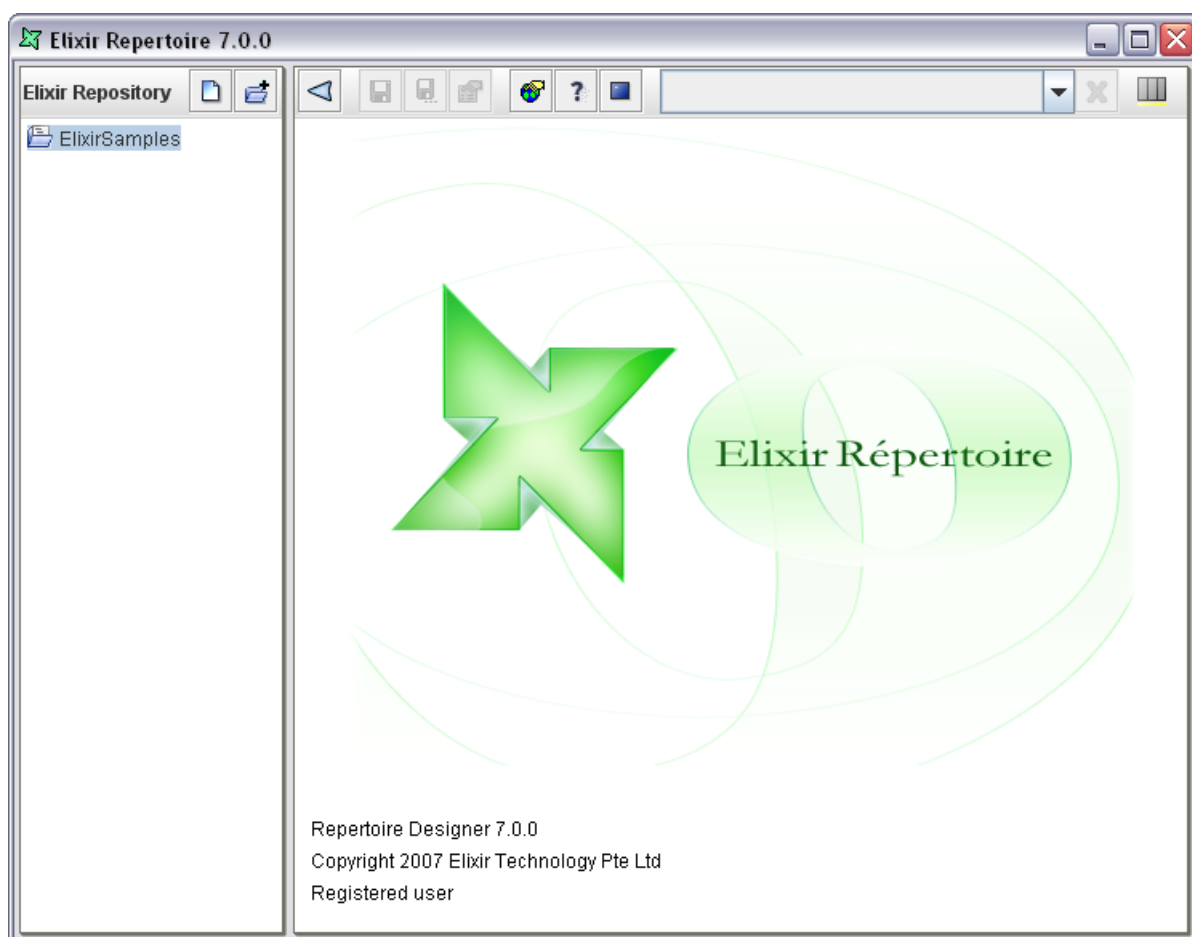 Elixir Repertoire 7.0.0
Elixir Repository
?
ElixirSamples
Elixir Répertoire
Repertoire Designer 7.0.0
Copyright 2007 Elixir Technology Pte Ltd
Registered user